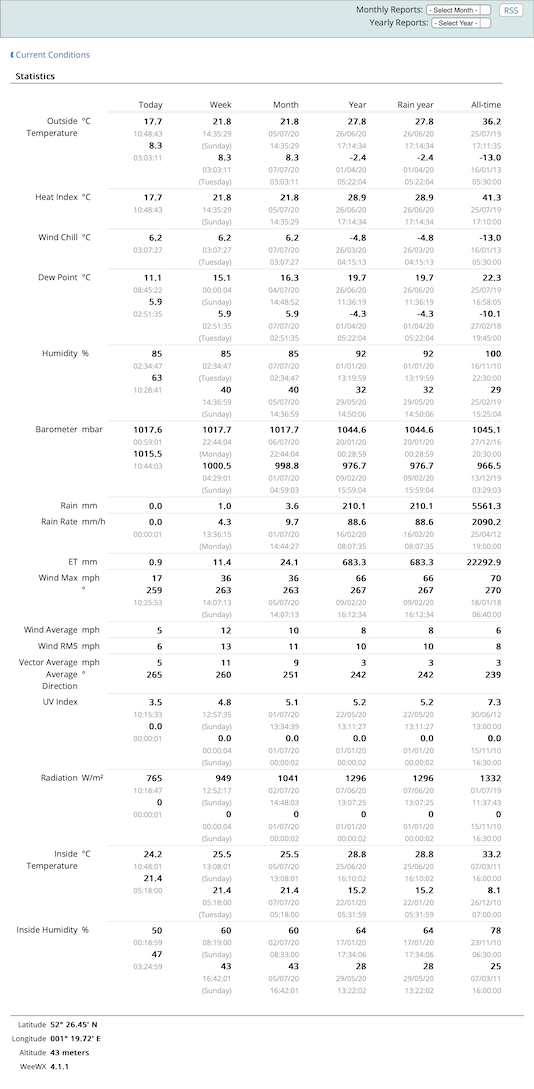 Monthly Reports: - Select Month - RSS
Yearly Reports: - Select Year -
Current Conditions
Statistics
Today Week Month Year Rain year All-time
Outside °C 17.7 21.8 21.8 27.8 27.8 36.2
Temperature 10:48:43 14:35:29 05/07/20 26/06/20 26/06/20 25/07/19
8.3 (Sunday) 14:35:29 17:14:34 17:14:34 17:11:35
03:03:11 8.3 8.3 -2.4 -2.4 -13.0
03:03:11 07/07/20 01/04/20 01/04/20 16/01/13
(Tuesday) 03:03:11 05:22:04 05:22:04 05:30:00
Heat Index °C 17.7 21.8 21.8 28.9 28.9 41.3
10:48:43 14:35:29 05/07/20 26/06/20 26/06/20 25/07/19
(Sunday) 14:35:29 17:14:34 17:14:34 17:10:00
Wind Chill °C 6.2 6.2 6.2 -4.8 -4.8 -13.0
03:07:27 03:07:27 07/07/20 26/03/20 26/03/20 16/01/13
(Tuesday) 03:07:27 04:15:13 04:15:13 05:30:00
Dew Point °C 11.1 15.1 16.3 19.7 19.7 22.3
08:45:22 00:00:04 04/07/20 26/06/20 26/06/20 25/07/19
5.9 (Sunday) 14:48:52 11:36:19 11:36:19 16:58:05
02:51:35 5.9 5.9 -4.3 -4.3 -10.1
02:51:35 07/07/20 01/04/20 01/04/20 27/02/18
(Tuesday) 02:51:35 05:22:04 05:22:04 19:45:00
Humidity % 85 85 85 92 92 100
02:34:47 02:34:47 07/07/20 01/01/20 01/01/20 16/11/10
63 (Tuesday) 02:34:47 13:19:59 13:19:59 22:30:00
10:28:41 40 40 32 32 29
14:36:59 05/07/20 29/05/20 29/05/20 25/02/19
(Sunday) 14:36:59 14:50:06 14:50:06 15:25:04
Barometer mbar 1017.6 1017.7 1017.7 1044.6 1044.6 1045.1
00:59:01 22:44:04 06/07/20 20/01/20 20/01/20 27/12/16
1015.5 (Monday) 22:44:04 00:28:59 00:28:59 20:30:00
10:44:03 1000.5 998.8 976.7 976.7 966.5
04:29:01 01/07/20 09/02/20 09/02/20 13/12/19
(Sunday) 04:59:03 15:59:04 15:59:04 03:29:03
Rain mm 0.0 1.0 3.6 210.1 210.1 5561.3
Rain Rate mm/h 0.0 4.3 9.7 88.6 88.6 2090.2
00:00:01 13:36:15 01/07/20 16/02/20 16/02/20 25/04/12
(Monday) 14:44:27 08:07:35 08:07:35 19:00:00
ET mm 0.9 11.4 24.1 683.3 683.3 22292.9
Wind Max mph 17 36 36 66 66 70
° 259 263 263 267 267 270
10:25:53 14:07:13 05/07/20 09/02/20 09/02/20 18/01/18
(Sunday) 14:07:13 16:12:34 16:12:34 06:40:00
Wind Average mph 5 12 10 8 8 6
Wind RMS mph 6 13 11 10 10 8
Vector Average mph 5 11 9 3 3 3
Average ° 265 260 251 242 242 239
Direction
UV Index 3.5 4.8 5.1 5.2 5.2 7.3
10:15:33 12:57:35 01/07/20 22/05/20 22/05/20 30/06/12
0.0 (Sunday) 13:34:39 13:11:27 13:11:27 13:00:00
00:00:01 0.0 0.0 0.0 0.0 0.0
00:00:04 01/07/20 01/01/20 01/01/20 15/11/10
(Sunday) 00:00:02 00:00:02 00:00:02 16:30:00
Radiation W/m² 765 949 1041 1296 1296 1332
10:18:47 12:52:17 02/07/20 07/06/20 07/06/20 01/07/19
0 (Sunday) 14:48:03 13:07:25 13:07:25 11:37:43
00:00:01 0 0 0 0 0
00:00:04 01/07/20 01/01/20 01/01/20 15/11/10
(Sunday) 00:00:02 00:00:02 00:00:02 16:30:00
Inside °C 24.2 25.5 25.5 28.8 28.8 33.2
Temperature 10:48:01 13:08:01 05/07/20 25/06/20 25/06/20 07/03/11
21.4 (Sunday) 13:08:01 16:10:02 16:10:02 16:00:00
05:18:00 21.4 21.4 15.2 15.2 8.1
05:18:00 07/07/20 22/01/20 22/01/20 26/12/10
(Tuesday) 05:18:00 05:31:59 05:31:59 07:00:00
Inside Humidity % 50 60 60 64 64 78
00:18:59 08:19:00 02/07/20 17/01/20 17/01/20 23/11/10
47 (Sunday) 08:33:00 17:34:06 17:34:06 06:30:00
03:24:59 43 43 28 28 25
16:42:01 05/07/20 29/05/20 29/05/20 07/03/11
(Sunday) 16:42:01 13:22:02 13:22:02 16:00:00
Latitude 52° 26.45' N
Longitude 001° 19.72' E
Altitude 43 meters
WeeWX 4.1.1